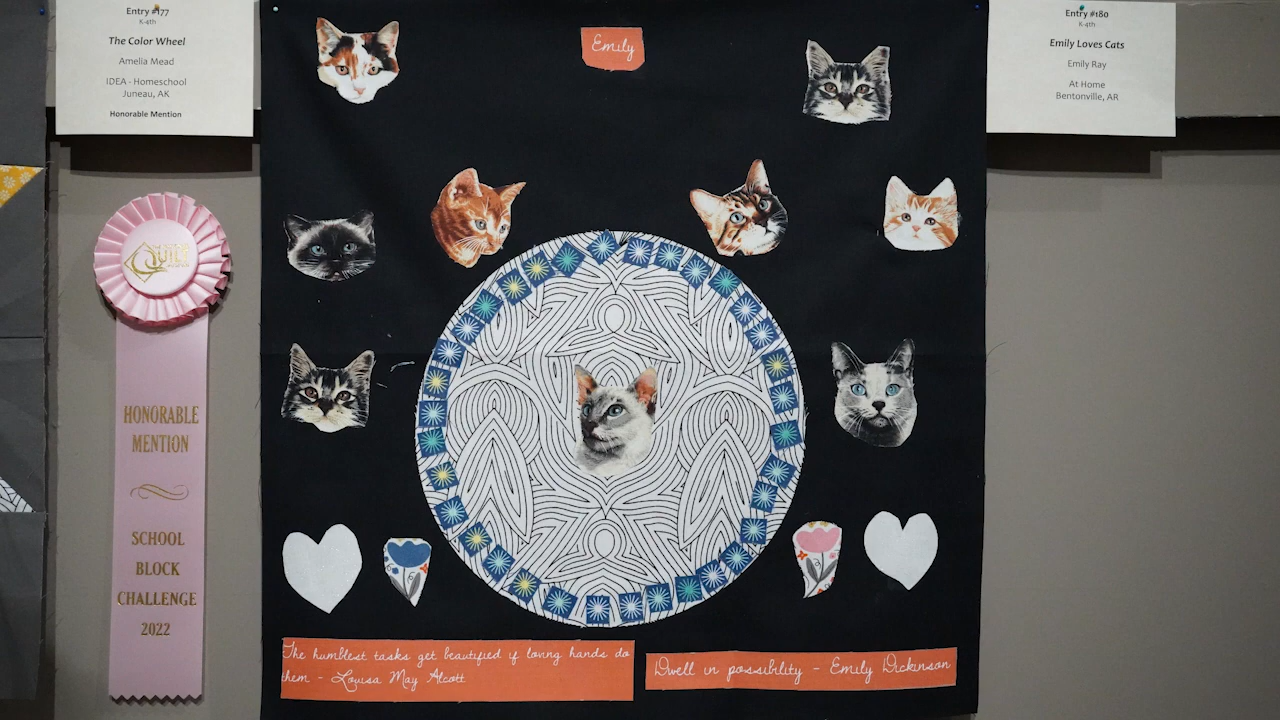 Entry #177
K-4th
The Color Wheel
Amelia Mead
IDEA - Homeschool
Juneau, AK
Honorable Mention
Emily
Entry #180
K-4th
Emily Loves Cats
Emily Ray
At Home
Bentonville, AR
QUILT
HONORABLE
MENTION
SCHOOL
BLOCK
CHALLENGE
2022
The humblest tasks get beautified if loving hands do
them - Louisa May Alcott
Dwell in possibility - Emily Dickinson